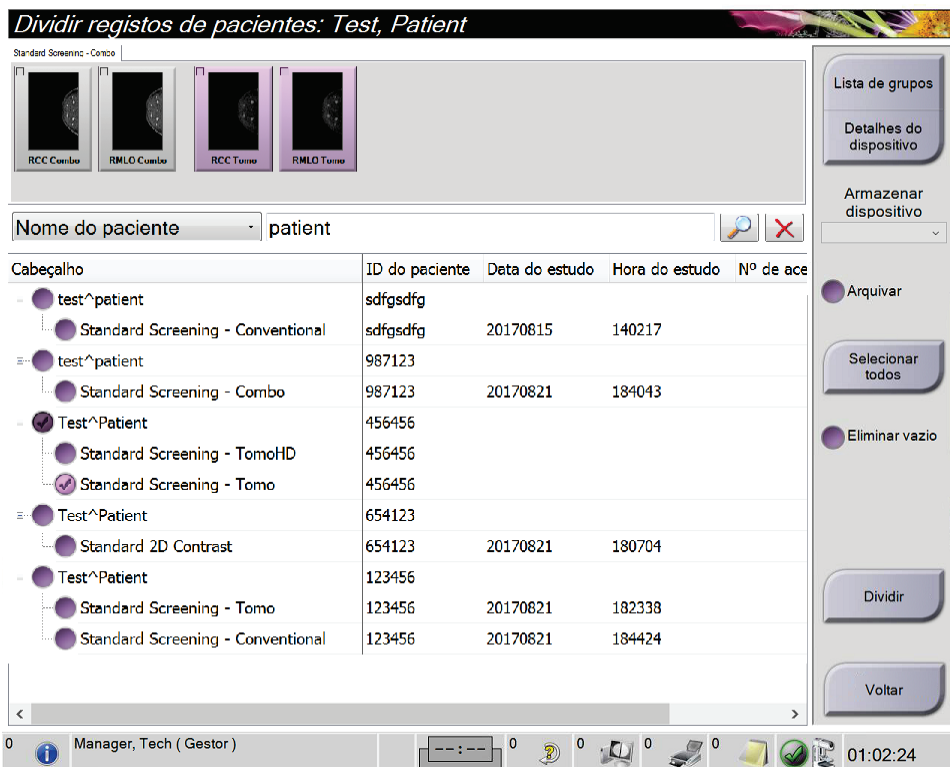 Dividir registos de pacientes: Test, Patient
Standard Screening - Combo
RCC Combo RMLO Combo RCC Tomo RMLO Tomo
Lista de grupos
Detalhes do
dispositivo
Armazenar
dispositivo
Nome do paciente patient
Cabeçalho ID do paciente Data do estudo Hora do estudo Nº de ace
test^patient sdfgsdfg
Standard Screening - Conventional sdfgsdfg 20170815 140217
test^patient 987123
Standard Screening - Combo 987123 20170821 184043
Test^Patient 456456
Standard Screening - TomoHD 456456
Standard Screening - Tomo 456456
Test^Patient 654123
Standard 2D Contrast 654123 20170821 180704
Test^Patient 123456
Standard Screening - Tomo 123456 20170821 182338
Standard Screening - Conventional 123456 20170821 184424
Arquivar
Selecionar
todos
Eliminar vazio
Dividir
Voltar
0 Manager, Tech ( Gestor ) --:-- 0 0 0 0 01:02:24